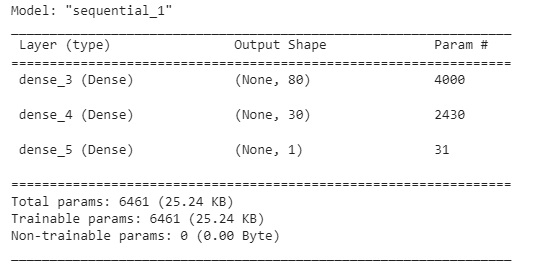 Model: "sequential_1"
_________________________________________________________________
Layer (type) Output Shape Param #
=================================================================
dense_3 (Dense) (None, 80) 4000
dense_4 (Dense) (None, 30) 2430
dense_5 (Dense) (None, 1) 31
=================================================================
Total params: 6461 (25.24 KB)
Trainable params: 6461 (25.24 KB)
Non-trainable params: 0 (0.00 Byte)
_________________________________________________________________